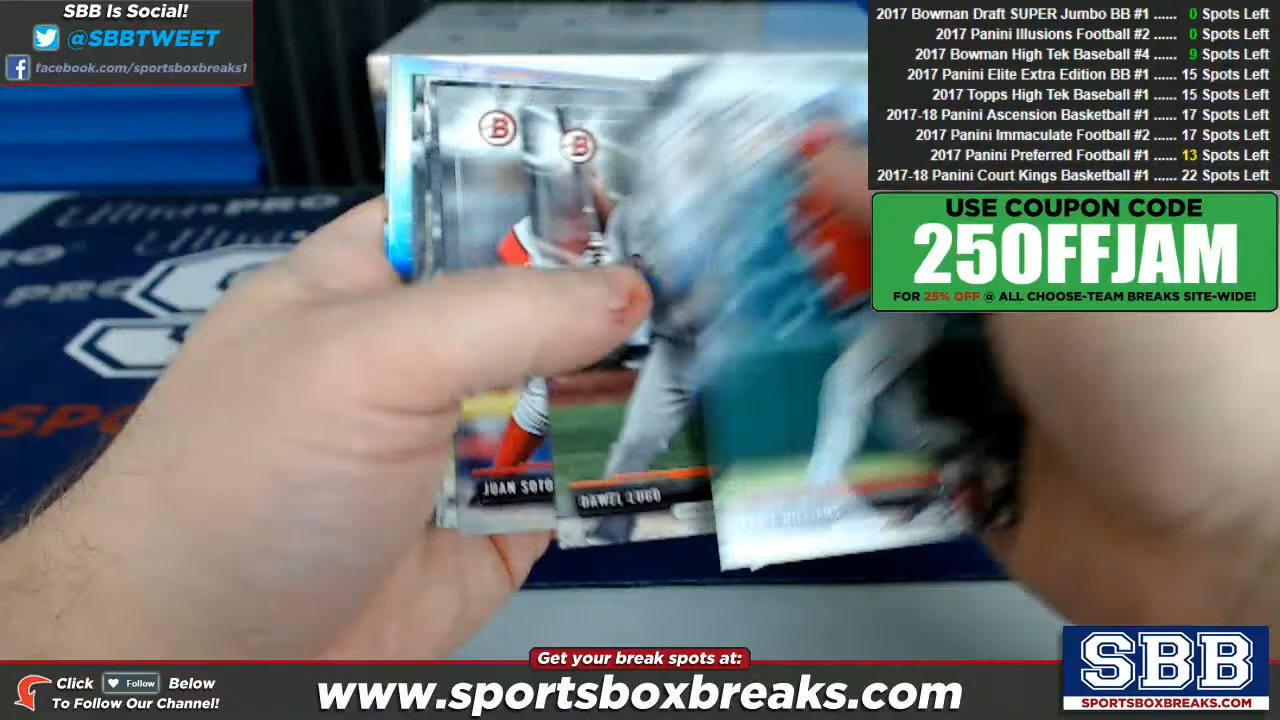 SBB Is Social!
@SBBTWEET
facebook.com/sportsboxbreaks1
2017 Bowman Draft SUPER Jumbo BB #1 ...... 0 Spots Left
2017 Panini Illusions Football #2 ...... 0 Spots Left
2017 Bowman High Tek Baseball #4 ...... 9 Spots Left
2017 Panini Elite Extra Edition BB #1 ...... 15 Spots Left
2017 Topps High Tek Baseball #1 ...... 15 Spots Left
2017-18 Panini Ascension Basketball #1 ...... 17 Spots Left
2017 Panini Immaculate Football #2 ...... 17 Spots Left
2017 Panini Preferred Football #1 ...... 13 Spots Left
2017-18 Panini Court Kings Basketball #1 ...... 22 Spots Left
USE COUPON CODE
25OFFJAM
FOR 25% OFF @ ALL CHOOSE-TEAM BREAKS SITE-WIDE!
B
B
JUAN SOTO
DAWEL LUGO
Get your break spots at:
www.sportsboxbreaks.com
Click Follow Below
To Follow Our Channel!
SBB
SPORTSBOXBREAKS.COM